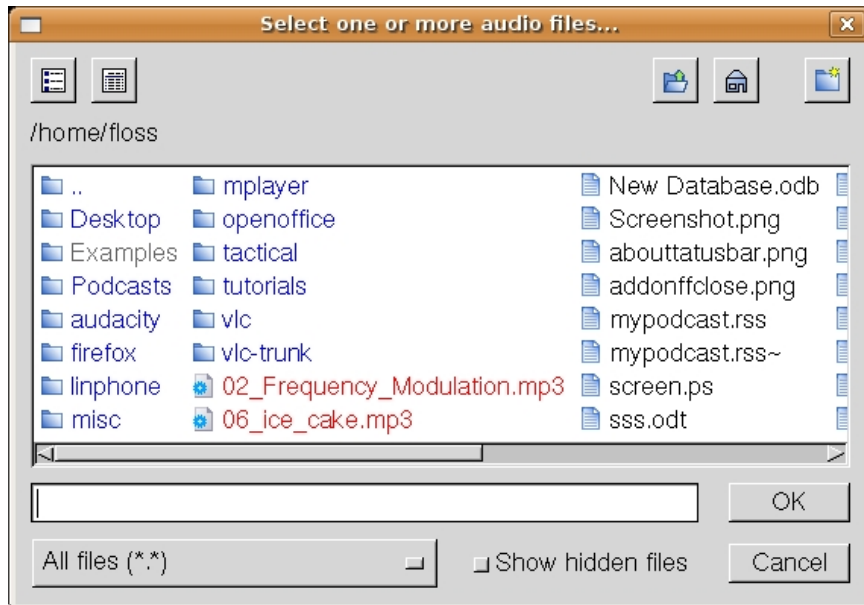 Select one or more audio files...
/home/floss
..
Desktop
Examples
Podcasts
audacity
firefox
linphone
misc
mplayer
openoffice
tactical
tutorials
vlc
vlc-trunk
02_Frequency_Modulation.mp3
06_ice_cake.mp3
New Database.odb
Screenshot.png
abouttatusbar.png
addonffclose.png
mypodcast.rss
mypodcast.rss~
screen.ps
sss.odt
OK
All files (*.*)
Show hidden files
Cancel